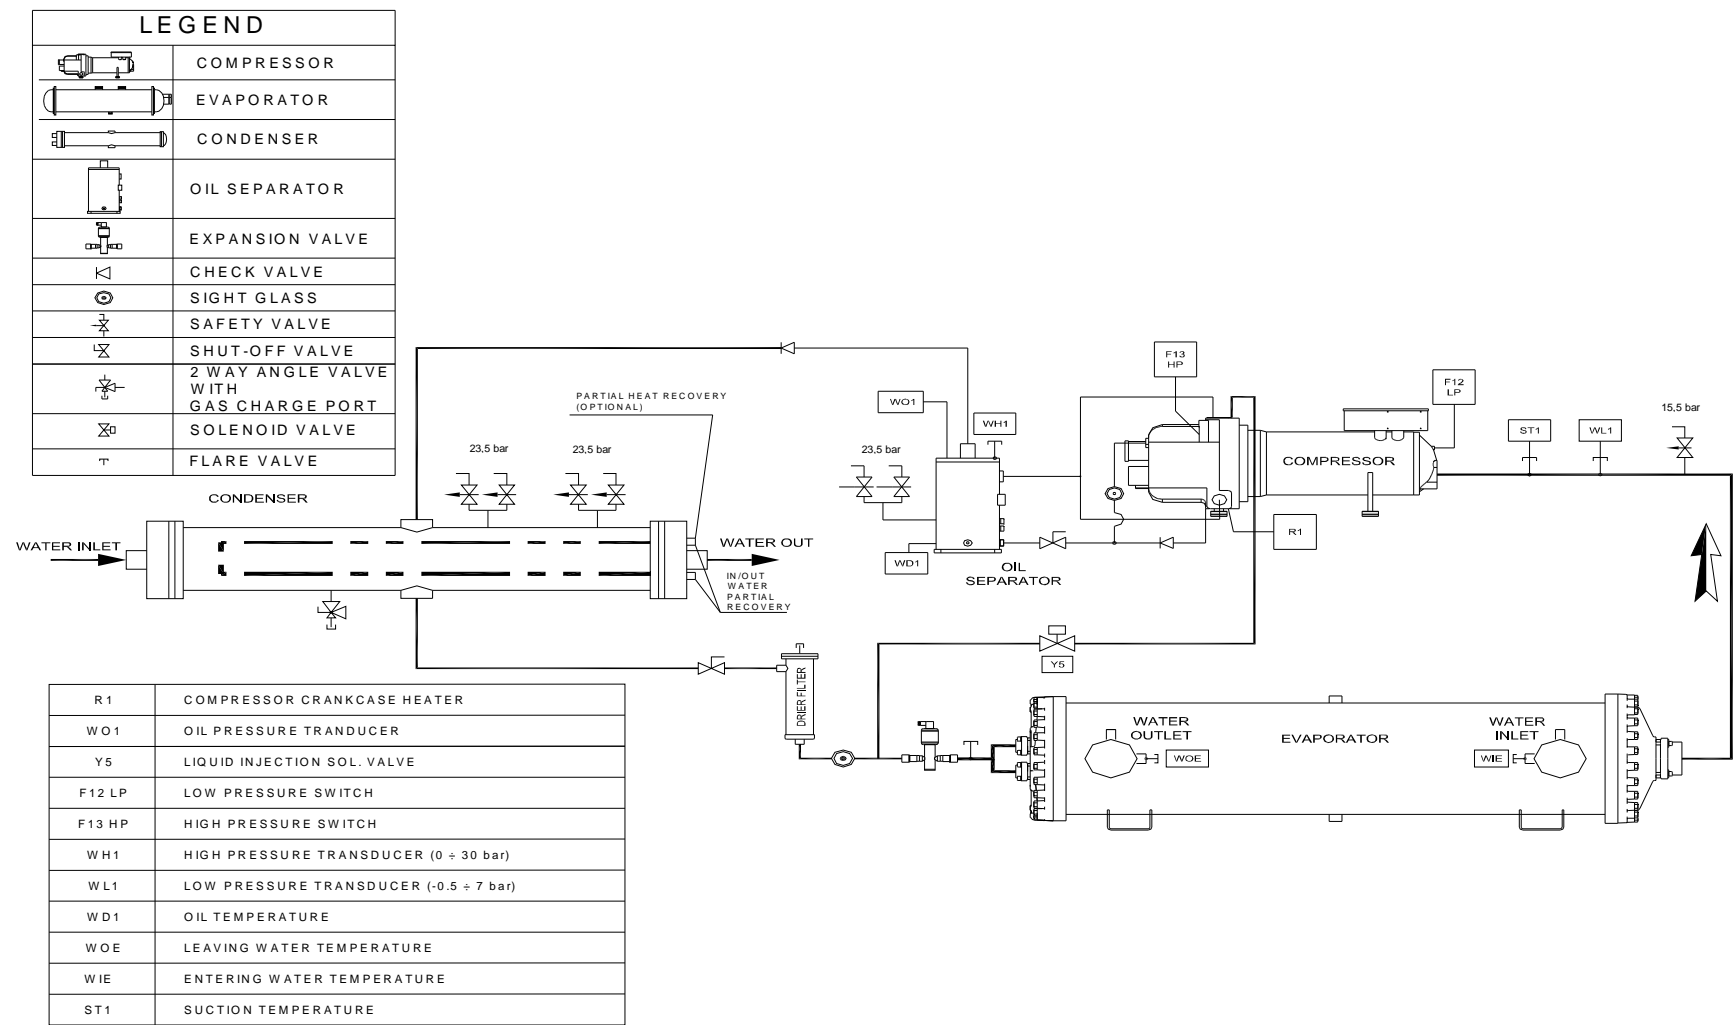 LEGEND
COMPRESSOR
EVAPORATOR
CONDENSER
OIL SEPARATOR
EXPANSION VALVE
CHECK VALVE
SIGHT GLASS
SAFETY VALVE
SHUT-OFF VALVE
2 WAY ANGLE VALVE
WITH
GAS CHARGE PORT
SOLENOID VALVE
FLARE VALVE
PARTIAL HEAT RECOVERY
(OPTIONAL)
23,5 bar
23,5 bar
CONDENSER
WATER INLET
WATER OUT
IN/OUT
WATER
PARTIAL
RECOVERY
WO1
WH1
23,5 bar
WD1
OIL
SEPARATOR
F13
HP
F12
LP
COMPRESSOR
R1
ST1
WL1
15,5 bar
Y5
DRIER FILTER
WATER
OUTLET
WOE
EVAPORATOR
WATER
INLET
WIE
R1 COMPRESSOR CRANKCASE HEATER
WO1 OIL PRESSURE TRANDUCER
Y5 LIQUID INJECTION SOL. VALVE
F12 LP LOW PRESSURE SWITCH
F13 HP HIGH PRESSURE SWITCH
WH1 HIGH PRESSURE TRANSDUCER (0 ÷ 30 bar)
WL1 LOW PRESSURE TRANSDUCER (-0.5 ÷ 7 bar)
WD1 OIL TEMPERATURE
WOE LEAVING WATER TEMPERATURE
WIE ENTERING WATER TEMPERATURE
ST1 SUCTION TEMPERATURE